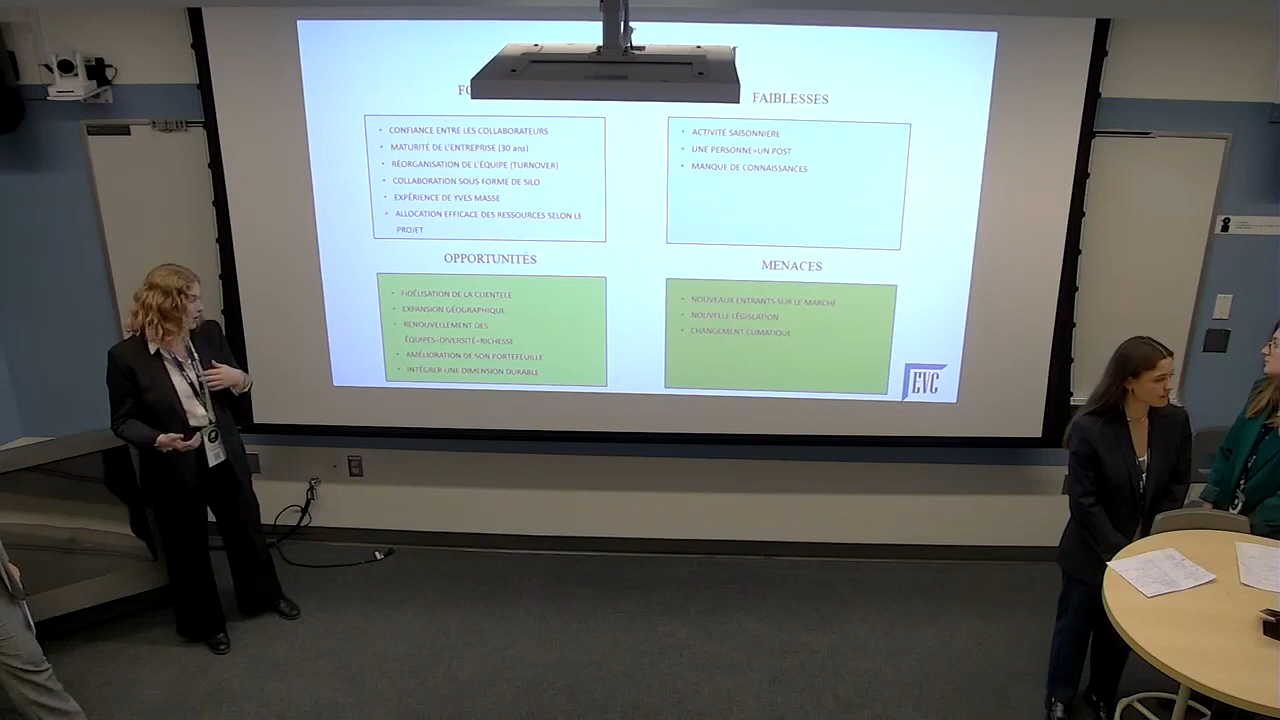 FAIBLESSES
CONFIANCE ENTRE LES COLLABORATEURS
MATURITÉ DE L'ENTREPRISE (30 ans)
RÉORGANISATION DE L'ÉQUIPE (TURNOVER)
COLLABORATION SOUS FORME DE SILO
EXPÉRIENCE DE YVES MASSE
ALLOCATION EFFICACE DES RESSOURCES SELON LE
PROJET
ACTIVITÉ SAISONNIERE
UNE PERSONNE=UN POST
MANQUE DE CONNAISSANCES
OPPORTUNITÉS
FIDÉLISATION DE LA CLIENTELE
EXPANSION GÉOGRAPHIQUE
RENOUVELLEMENT DES
ÉQUIPES=DIVERSITÉ=RICHESSE
AMÉLIORATION DE SON PORTEFEUILLE
INTÉGRER UNE DIMENSION DURABLE
MENACES
NOUVEAUX ENTRANTS SUR LE MARCHÉ
NOUVELLE LÉGISLATION
CHANGEMENT CLIMATIQUE
EVC